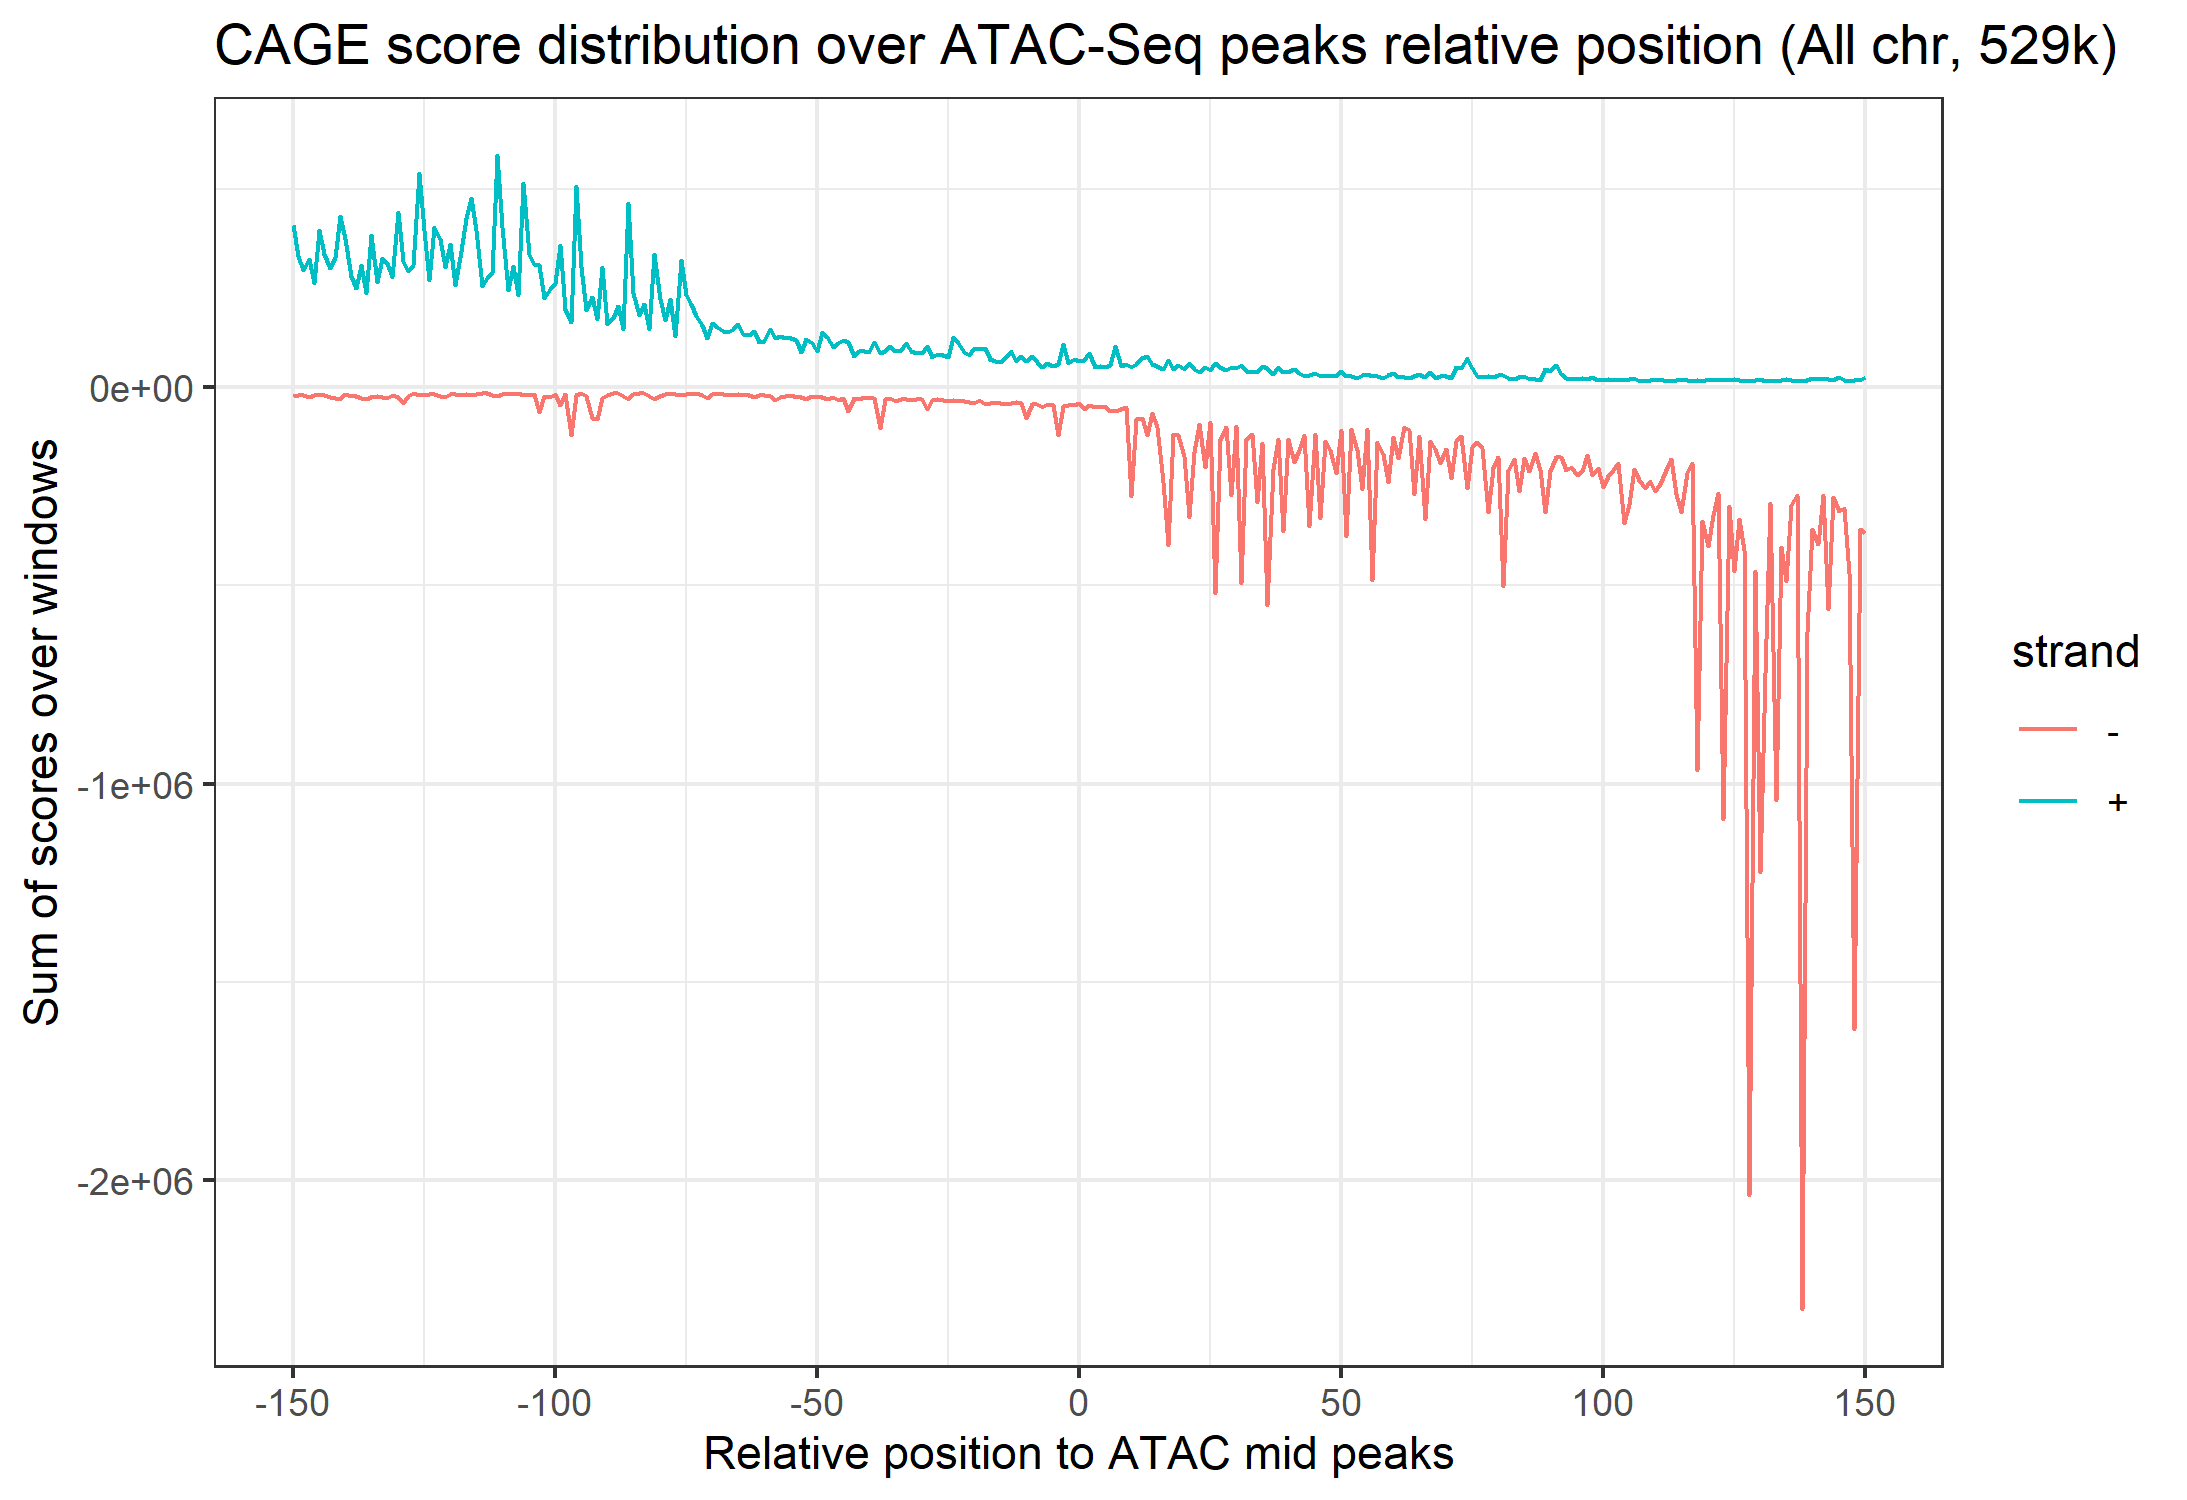 CAGE score distribution over ATAC-Seq peaks relative position (All chr, 529k)
Sum of scores over windows
0e+00
-1e+06
-2e+06
-150
-100
-50
0
50
100
150
Relative position to ATAC mid peaks
strand
-
+